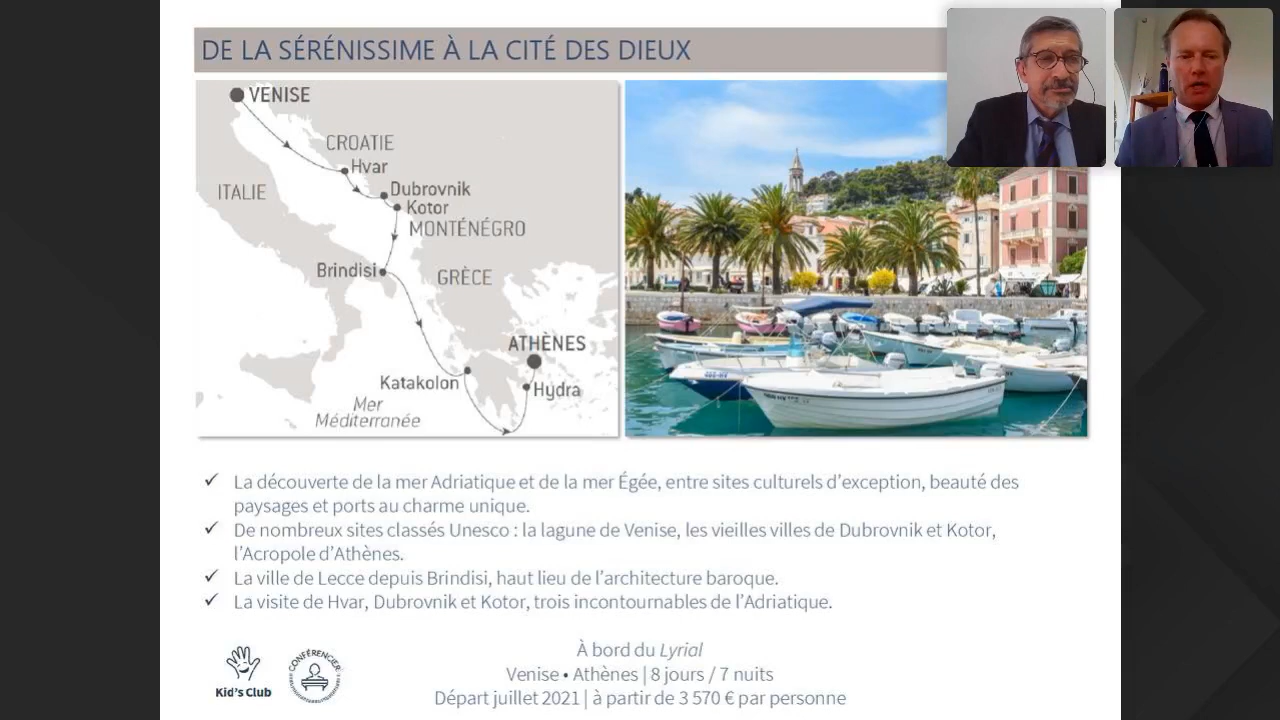 DE LA SÉRÉNISSIME À LA CITÉ DES DIEUX
VENISE
CROATIE
Hvar
ITALIE
Dubrovnik
Kotor
MONTÉNÉGRO
Brindisi
GRÈCE
ATHÈNES
Katakolon
Hydra
Mer
Méditerranée
La découverte de la mer Adriatique et de la mer Égée, entre sites culturels d'exception, beauté des
paysages et ports au charme unique.
De nombreux sites classés Unesco : la lagune de Venise, les vieilles villes de Dubrovnik et Kotor,
l'Acropole d'Athènes.
La ville de Lecce depuis Brindisi, haut lieu de l'architecture baroque.
La visite de Hvar, Dubrovnik et Kotor, trois incontournables de l'Adriatique.
Kid's Club
CONFÉRENCIER
À bord du Lyrial
Venise • Athènes | 8 jours / 7 nuits
Départ juillet 2021 | à partir de 3 570 € par personne